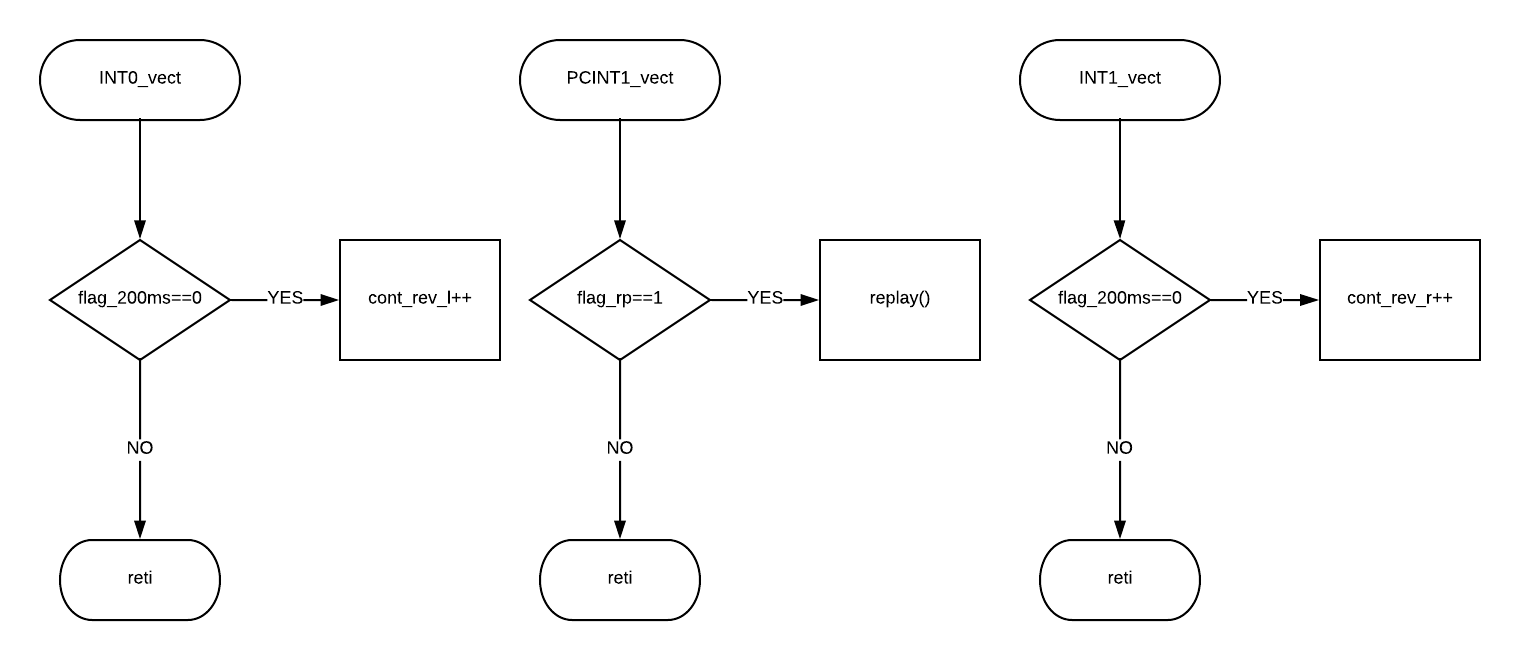 INT0_vect
PCINT1_vect
INT1_vect
flag_200ms==0
YES
cont_rev_l++
flag_rp==1
YES
replay()
flag_200ms==0
YES
cont_rev_r++
NO
NO
NO
reti
reti
reti